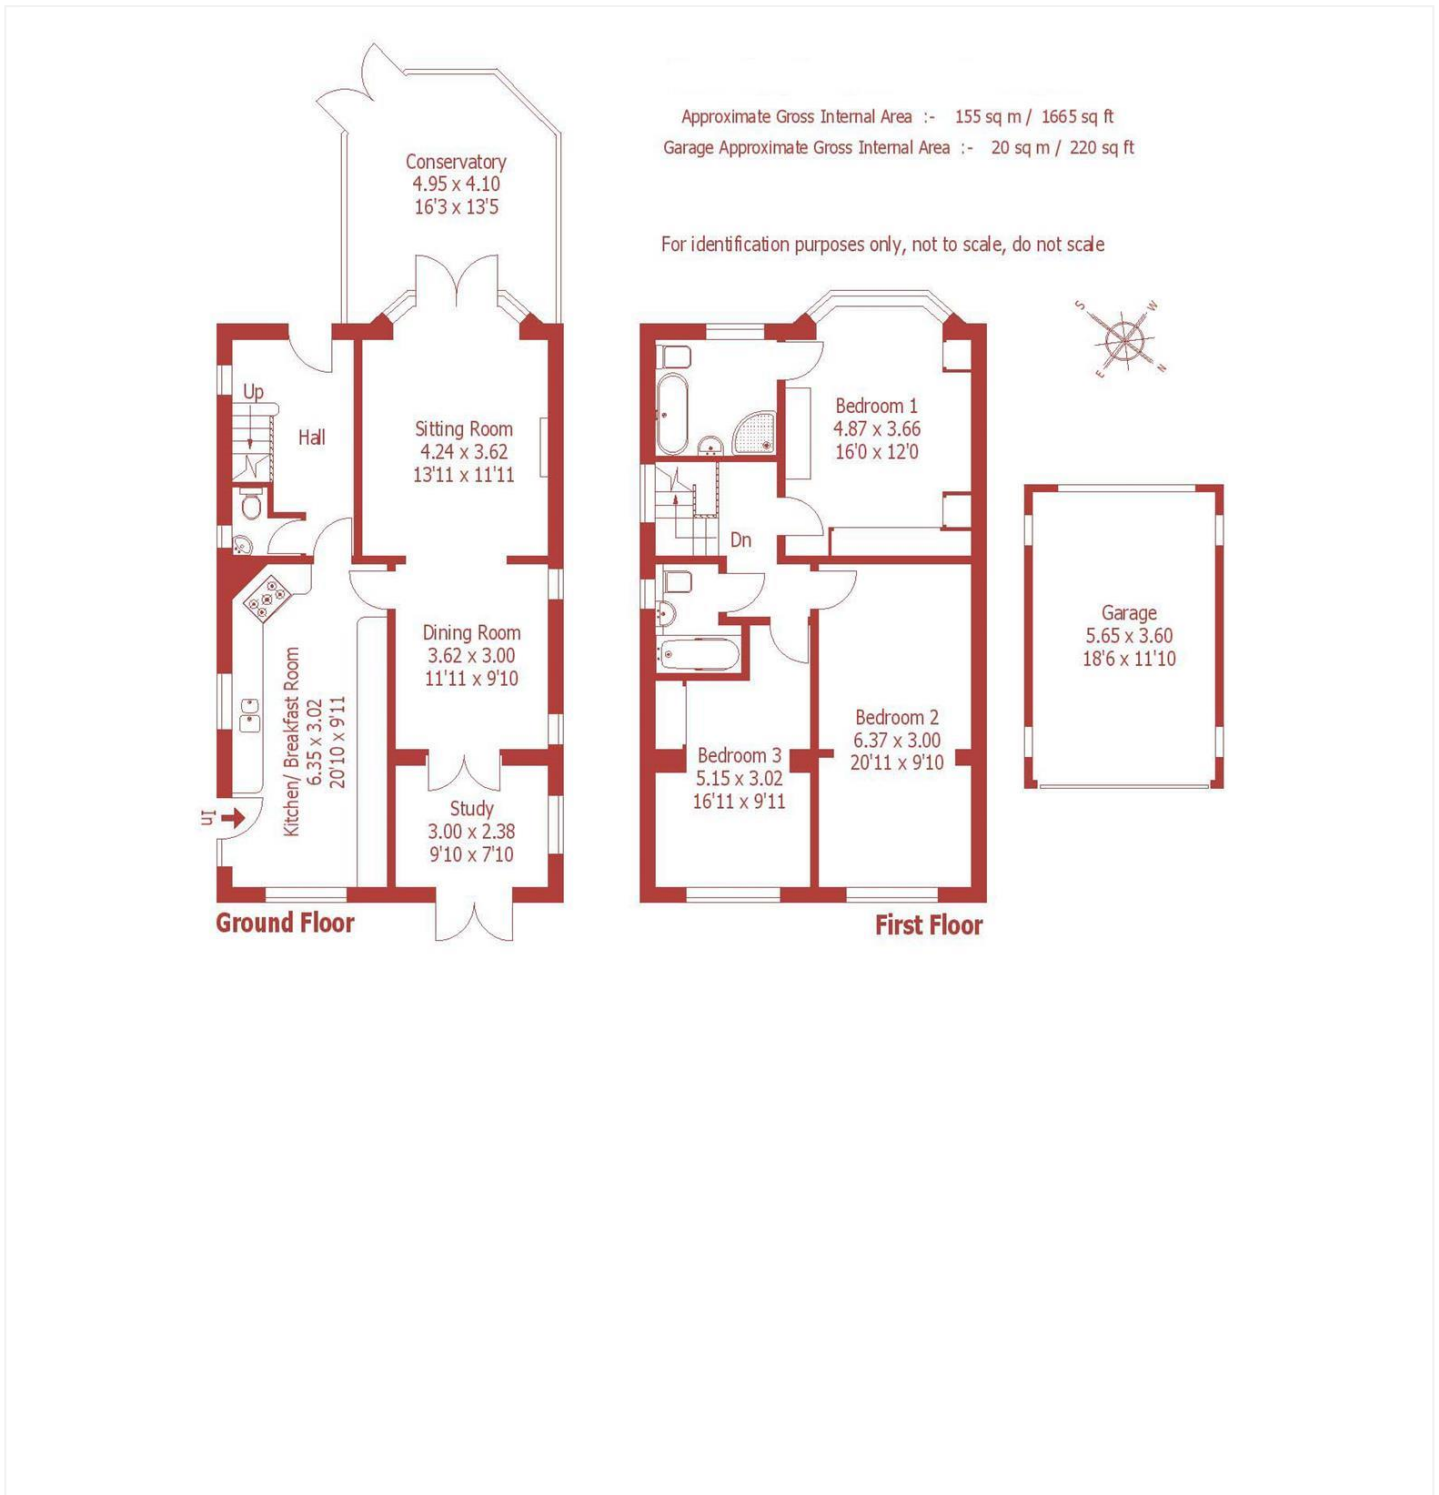 Approximate Gross Internal Area :- 155 sq m / 1665 sq ft
Garage Approximate Gross Internal Area :- 20 sq m / 220 sq ft
For identification purposes only, not to scale, do not scale
S
W
E
N
Conservatory
4.95 x 4.10
16'3 x 13'5
Up
Hall
Sitting Room
4.24 x 3.62
13'11 x 11'11
Dining Room
3.62 x 3.00
11'11 x 9'10
Kitchen/ Breakfast Room
6.35 x 3.02
20'10 x 9'11
In
Study
3.00 x 2.38
9'10 x 7'10
Ground Floor
Bedroom 1
4.87 x 3.66
16'0 x 12'0
Dn
Bedroom 2
6.37 x 3.00
20'11 x 9'10
Bedroom 3
5.15 x 3.02
16'11 x 9'11
First Floor
Garage
5.65 x 3.60
18'6 x 11'10